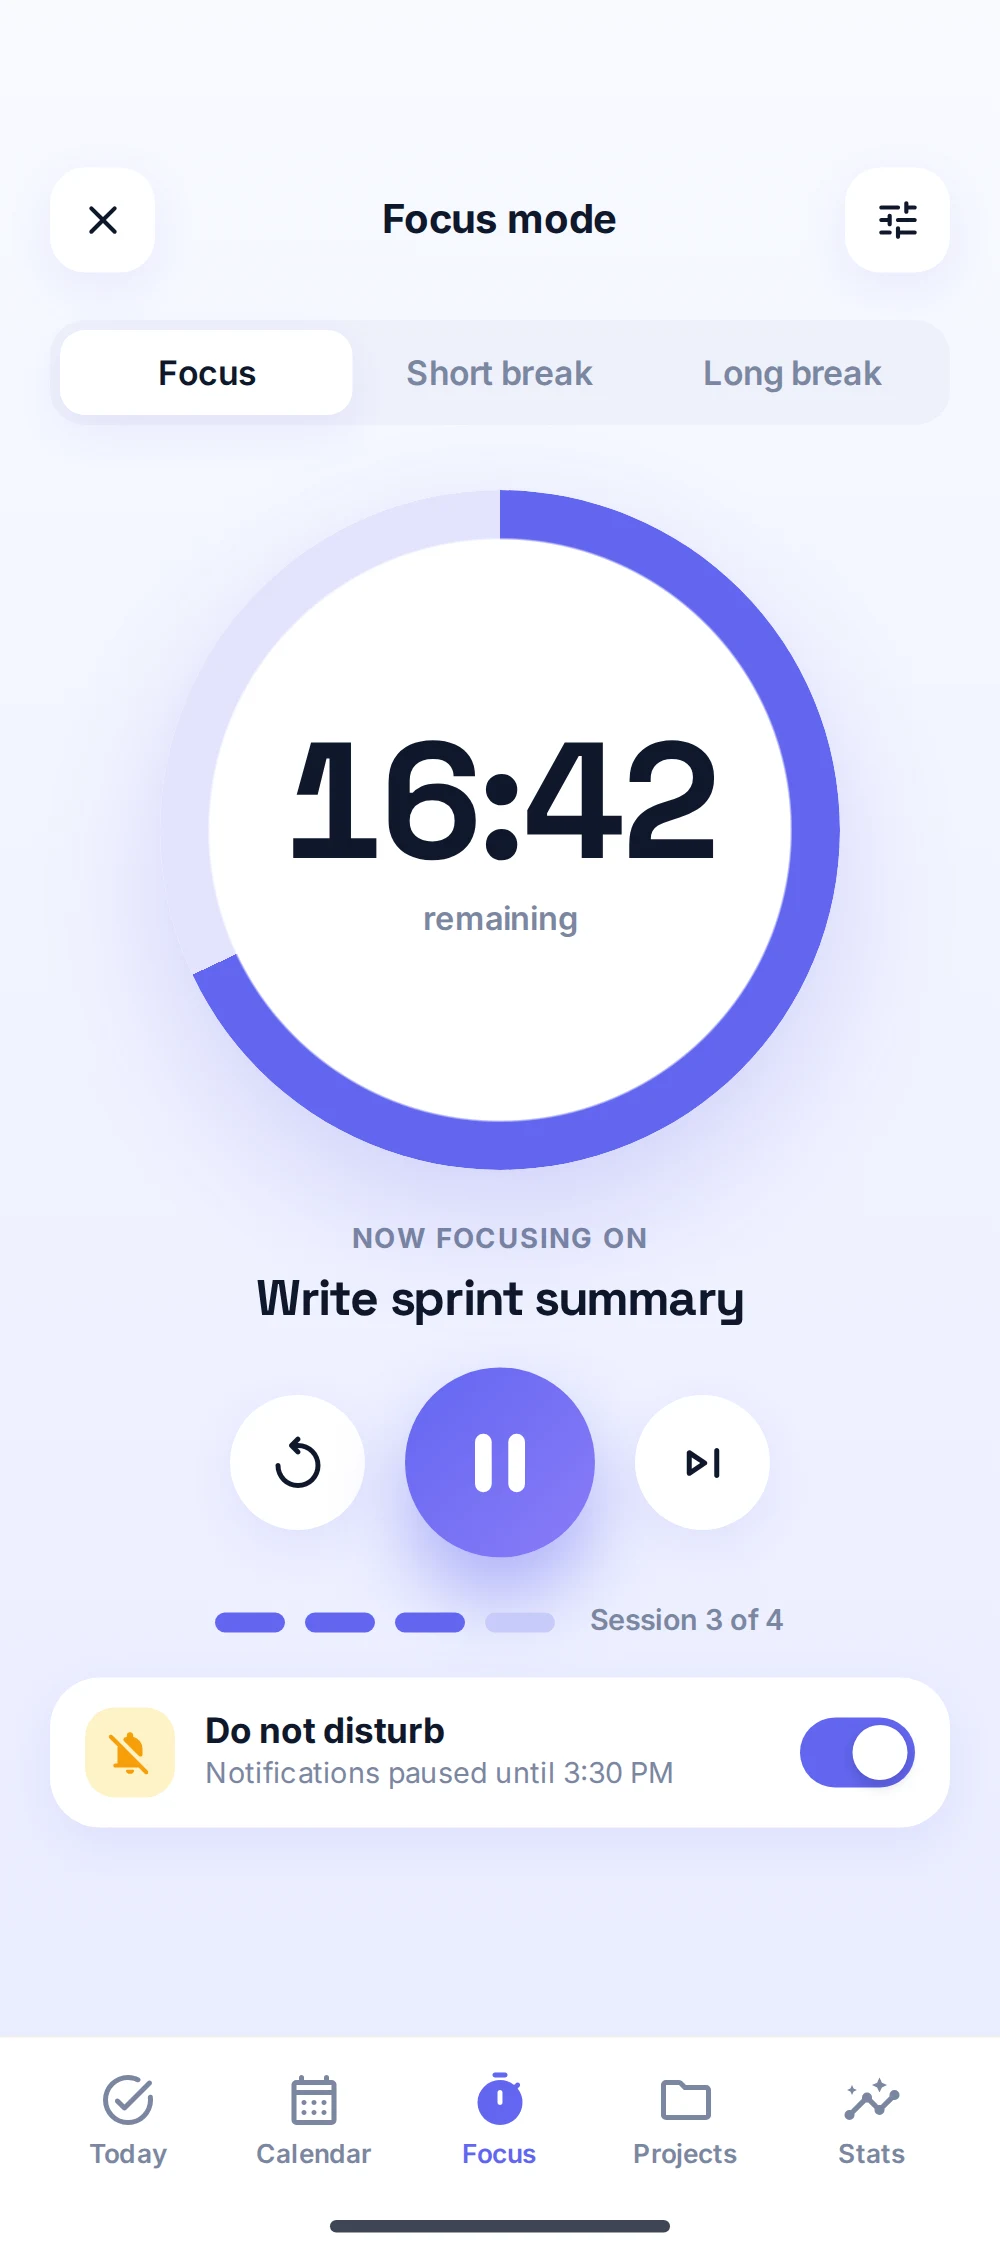 Focus mode
Focus
Short break
Long break
16:42
remaining
NOW FOCUSING ON
Write sprint summary
Session 3 of 4
Do not disturb
Notifications paused until 3:30 PM
Today
Calendar
Focus
Projects
Stats